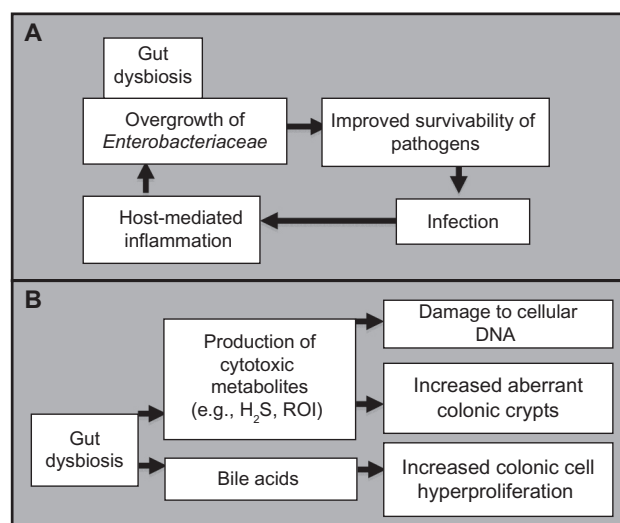 A
Gut
dysbiosis
Overgrowth of
Enterobacteriaceae
Improved survivability of
pathogens
Host-mediated
inflammation
Infection
B
Production of
cytotoxic
metabolites
(e.g., H₂S, ROI)
Damage to cellular
DNA
Increased aberrant
colonic crypts
Gut
dysbiosis
Bile acids
Increased colonic cell
hyperproliferation